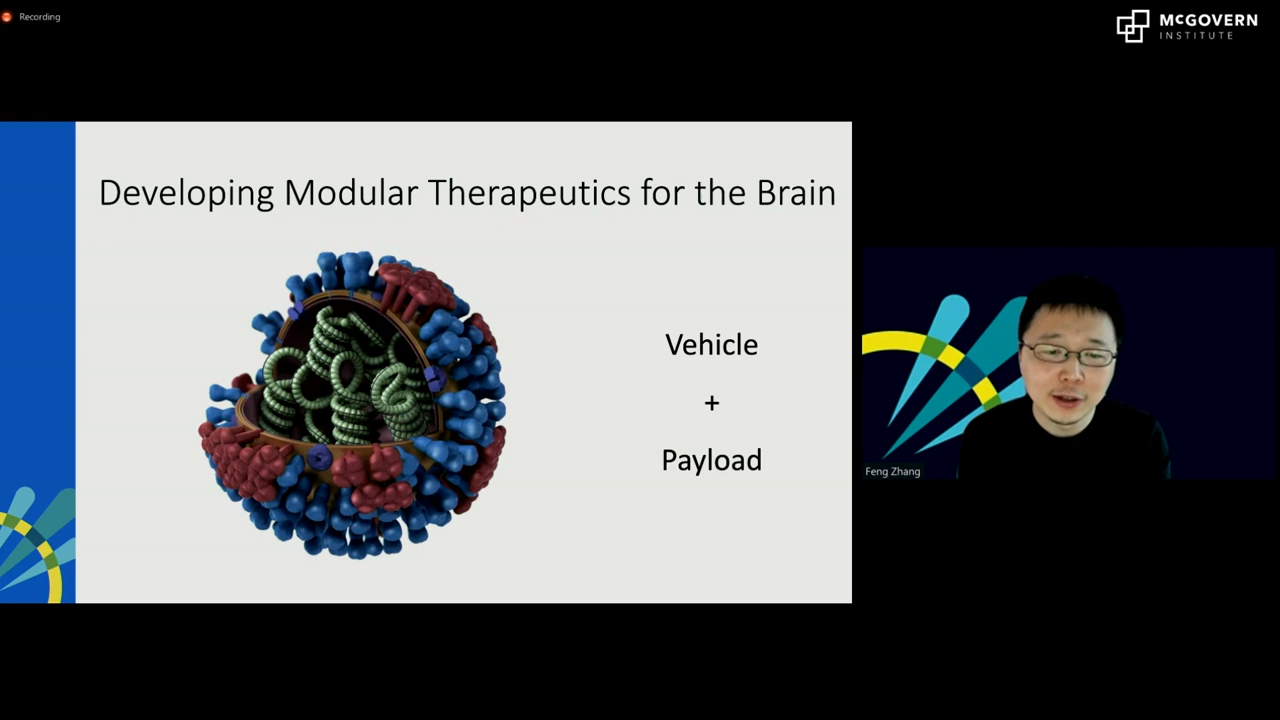 Recording
McGOVERN
INSTITUTE
Developing Modular Therapeutics for the Brain
Vehicle
+
Payload
Feng Zhang